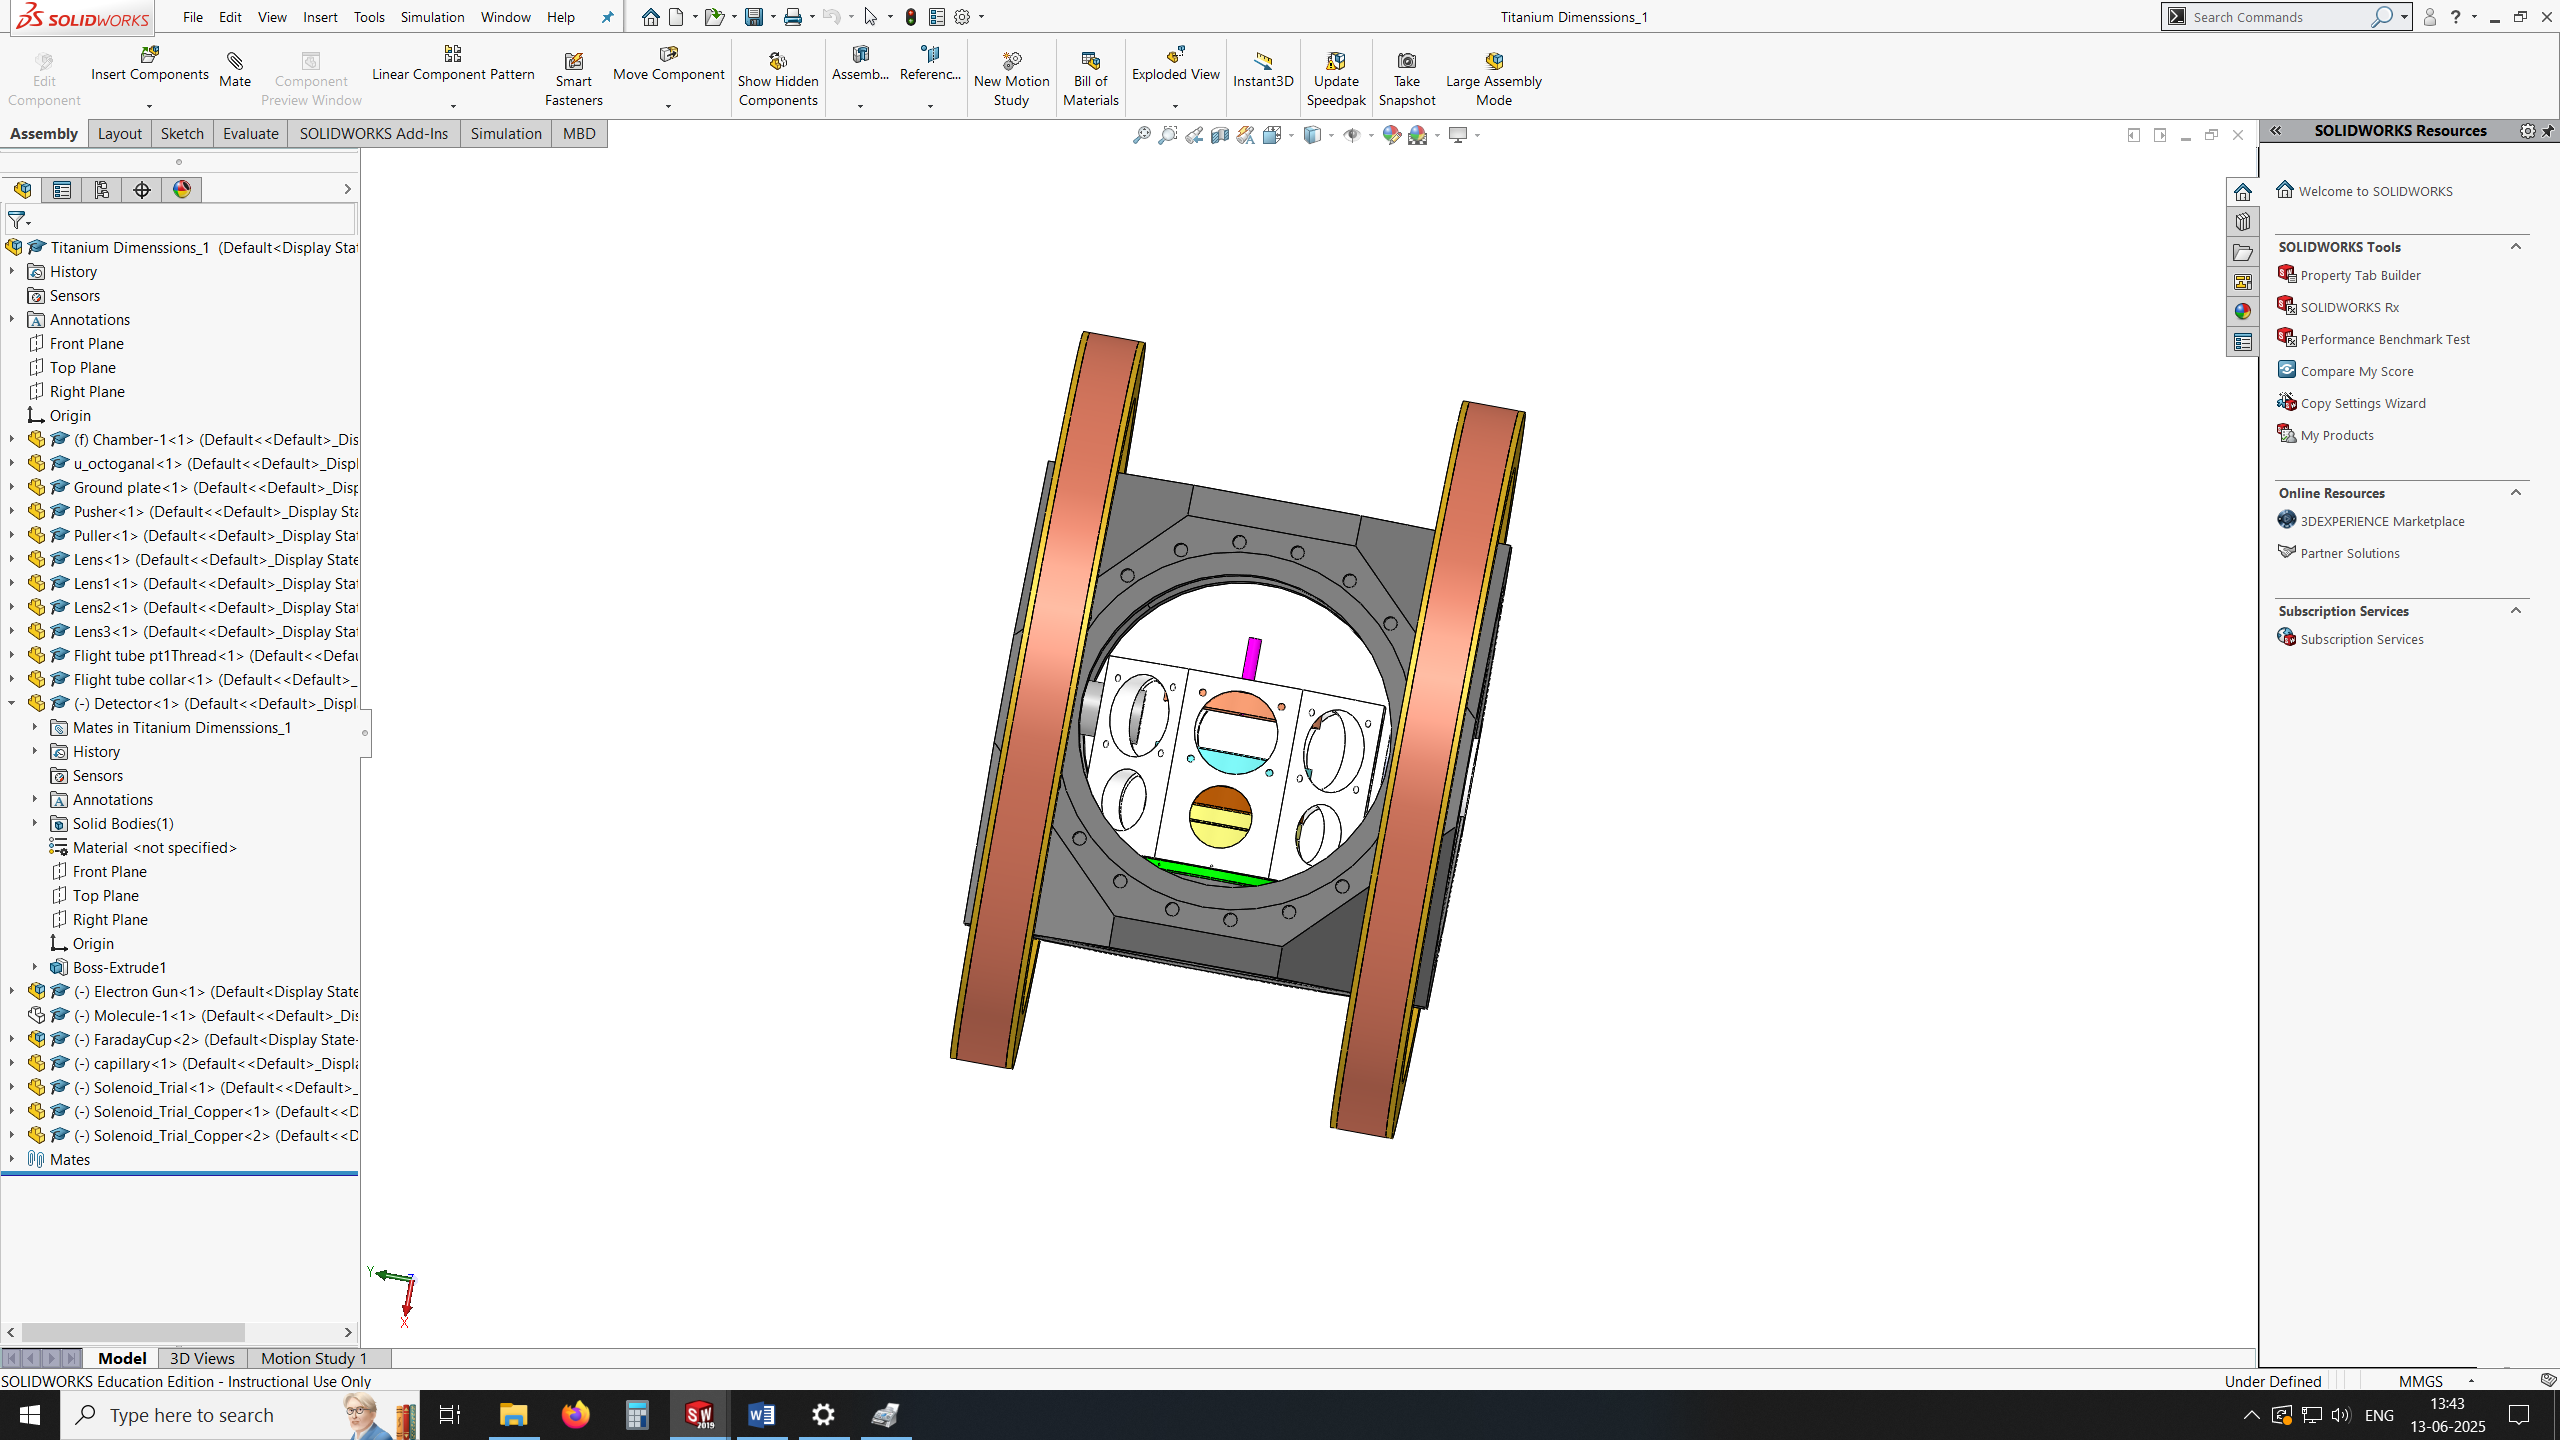 SOLIDWORKS File Edit View Insert Tools Simulation Window Help Titanium Dimenssions_1 Search Commands
Edit Component
Insert Components
Mate
Component Preview Window
Linear Component Pattern
Smart Fasteners
Move Component
Show Hidden Components
Assemb...
Referenc...
New Motion Study
Bill of Materials
Exploded View
Instant3D
Update Speedpak
Take Snapshot
Large Assembly Mode
Assembly Layout Sketch Evaluate SOLIDWORKS Add-Ins Simulation MBD
Titanium Dimenssions_1 (Default<Display Sta
History
Sensors
Annotations
Front Plane
Top Plane
Right Plane
Origin
(f) Chamber-1<1> (Default<<Default>_Dis
u_octoganal<1> (Default<<Default>_Displ
Ground plate<1> (Default<<Default>_Disp
Pusher<1> (Default<<Default>_Display Sta
Puller<1> (Default<<Default>_Display Stat
Lens<1> (Default<<Default>_Display State
Lens1<1> (Default<<Default>_Display Stat
Lens2<1> (Default<<Default>_Display Stat
Lens3<1> (Default<<Default>_Display Stat
Flight tube pt1Thread<1> (Default<<Defau
Flight tube collar<1> (Default<<Default>_
(-) Detector<1> (Default<<Default>_Displ
Mates in Titanium Dimenssions_1
History
Sensors
Annotations
Solid Bodies(1)
Material <not specified>
Front Plane
Top Plane
Right Plane
Origin
Boss-Extrude1
(-) Electron Gun<1> (Default<Display State
(-) Molecule-1<1> (Default<<Default>_Dis
(-) FaradayCup<2> (Default<Display State-
(-) capillary<1> (Default<<Default>_Displa
(-) Solenoid_Trial<1> (Default<<Default>_
(-) Solenoid_Trial_Copper<1> (Default<<D
(-) Solenoid_Trial_Copper<2> (Default<<D
Mates
Y
Z
X
SOLIDWORKS Resources
Welcome to SOLIDWORKS
SOLIDWORKS Tools
Property Tab Builder
SOLIDWORKS Rx
Performance Benchmark Test
Compare My Score
Copy Settings Wizard
My Products
Online Resources
3DEXPERIENCE Marketplace
Partner Solutions
Subscription Services
Subscription Services
Model 3D Views Motion Study 1
SOLIDWORKS Education Edition - Instructional Use Only Under Defined MMGS
Type here to search
SW 2019
ENG
13:43
13-06-2025